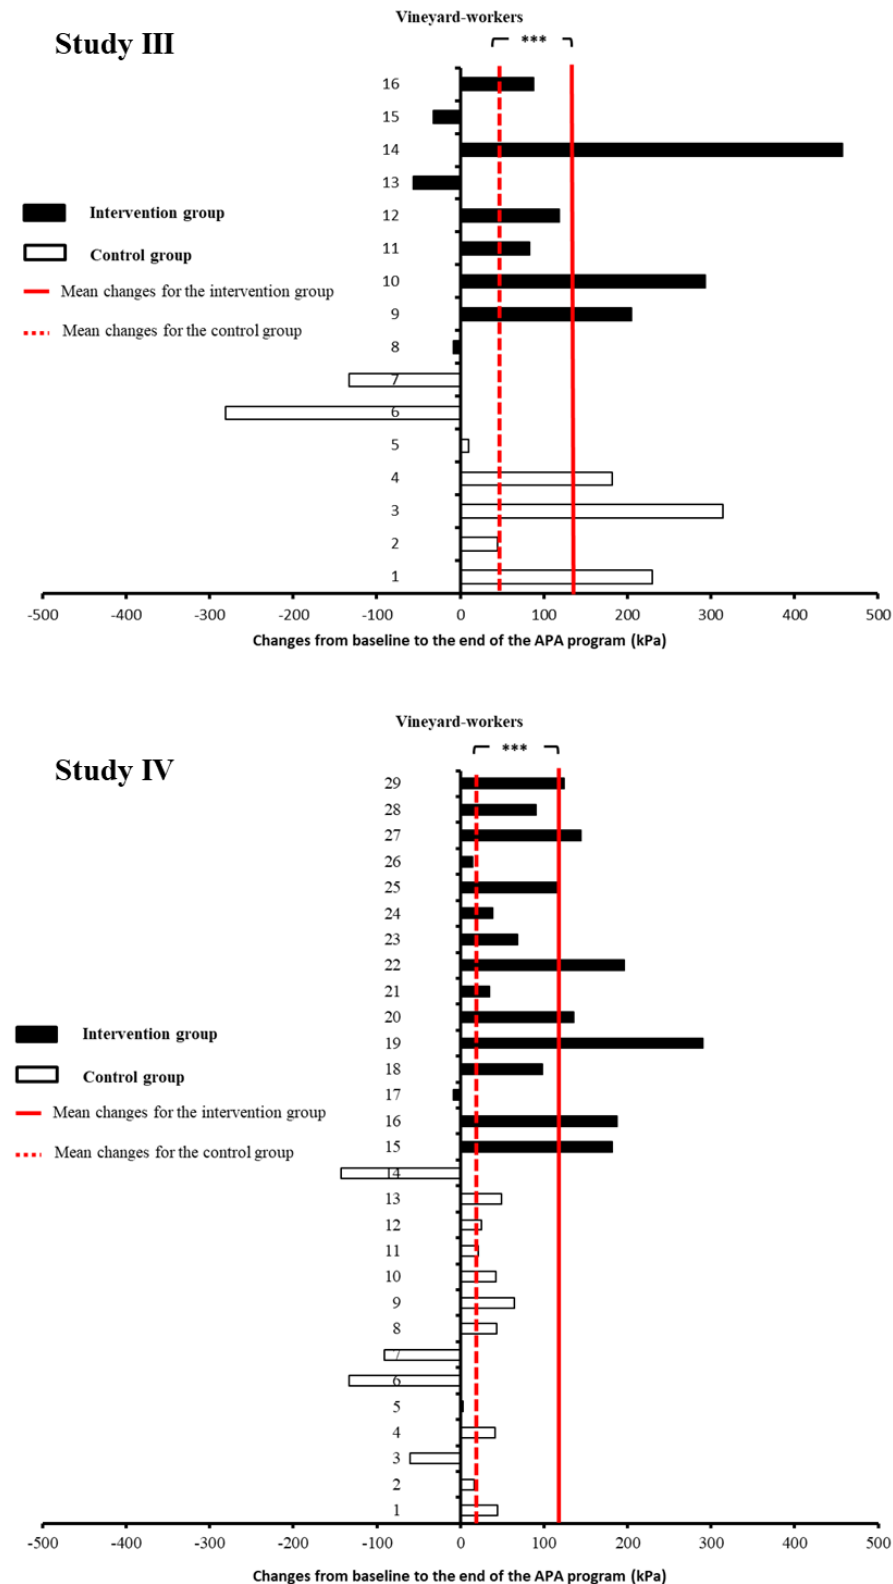 Vineyard-workers
Study III
***
16
15
14
13
12
11
10
9
8
7
6
5
4
3
2
1
Intervention group
Control group
Mean changes for the intervention group
Mean changes for the control group
-500 -400 -300 -200 -100 0 100 200 300 400 500
Changes from baseline to the end of the APA program (kPa)
Vineyard-workers
Study IV
***
29
28
27
26
25
24
23
22
21
20
19
18
17
16
15
14
13
12
11
10
9
8
7
6
5
4
3
2
1
Intervention group
Control group
Mean changes for the intervention group
Mean changes for the control group
-500 -400 -300 -200 -100 0 100 200 300 400 500
Changes from baseline to the end of the APA program (kPa)